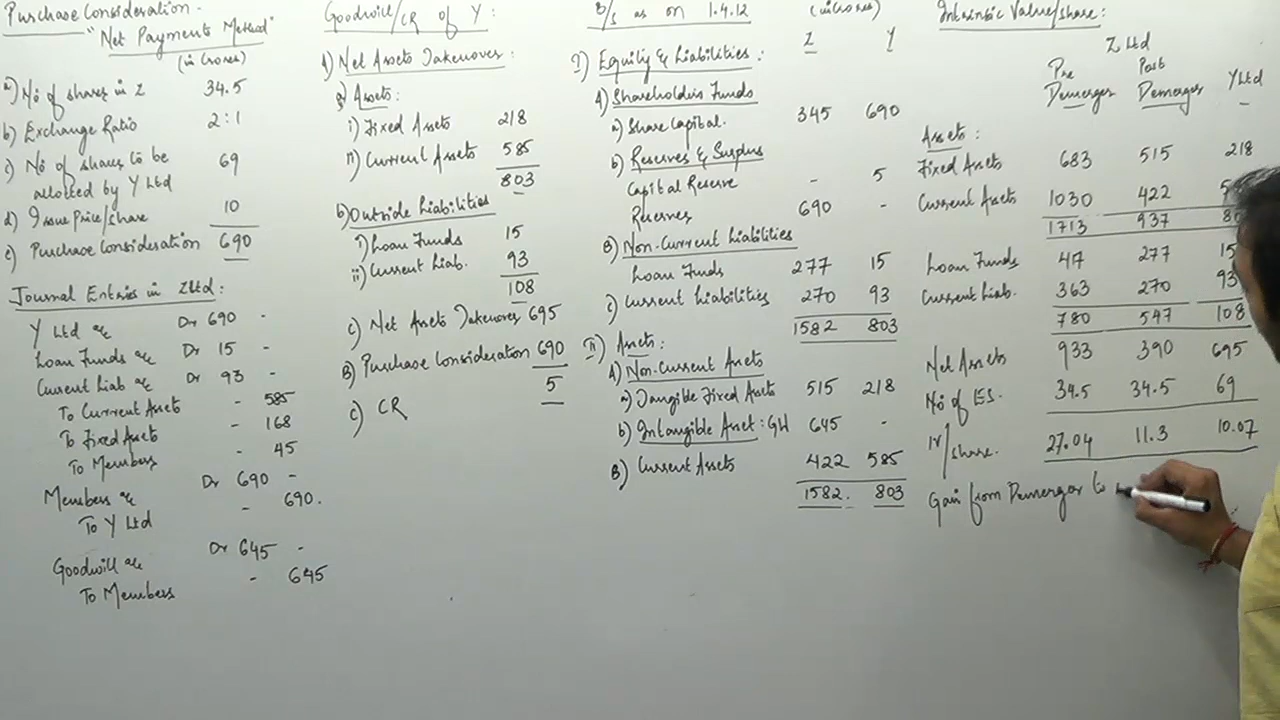 Purchase Consideration -
"Net Payments Method"
(in Crores)
a) No of shares in Z 34.5
b) Exchange Ratio 2:1
c) No of shares to be 69
allotted by Y Ltd
d) Issue Price/share 10
e) Purchase Consideration 690
Journal Entries in ZLtd:
Y Ltd a/c Dr 690 -
Loan Funds a/c Dr 15 -
Current Liab a/c Dr 93 -
To Current Assets - 585
To Fixed Assets - 168
To Members - 45
Members a/c Dr 690 -
To Y Ltd - 690.
Goodwill a/c Dr 645 -
To Members - 645
Goodwill/CR of Y:
A) Net Assets Takenover:
a) Assets:
i) Fixed Assets 218
ii) Current Assets 585
803
b) Outside Liabilities
i) Loan Funds 15
ii) Current Liab. 93
108
c) Net Assets Takenover 695
B) Purchase Consideration 690
5
C) CR
B/S as on 1.4.12 (in Crores)
Z Y
I) Equity & Liabilities:
A) Shareholders Funds
a) Share Capital. 345 690
b) Reserves & Surplus
Capital Reserve - 5
Reserves 690 -
B) Non-Current Liabilities
Loan Funds 277 15
C) Current Liabilities 270 93
1582 803
II) Assets:
A) Non-Current Assets
a) Tangible Fixed Assets 515 218
b) Intangible Asset: GW 645 -
B) Current Assets 422 585
1582. 803
Intrinsic Value/share:
Z Ltd
Pre Demerger Post Demerger Y Ltd
Assets:
Fixed Assets 683 515 218
Current Assets 1030 422
1713 937
Loan Funds 417 277 15
Current Liab. 363 270 93
780 547 108
Net Assets 933 390 695
No of E.S. 34.5 34.5 69
IV/share. 27.04 11.3 10.07
Gain from Demerger to